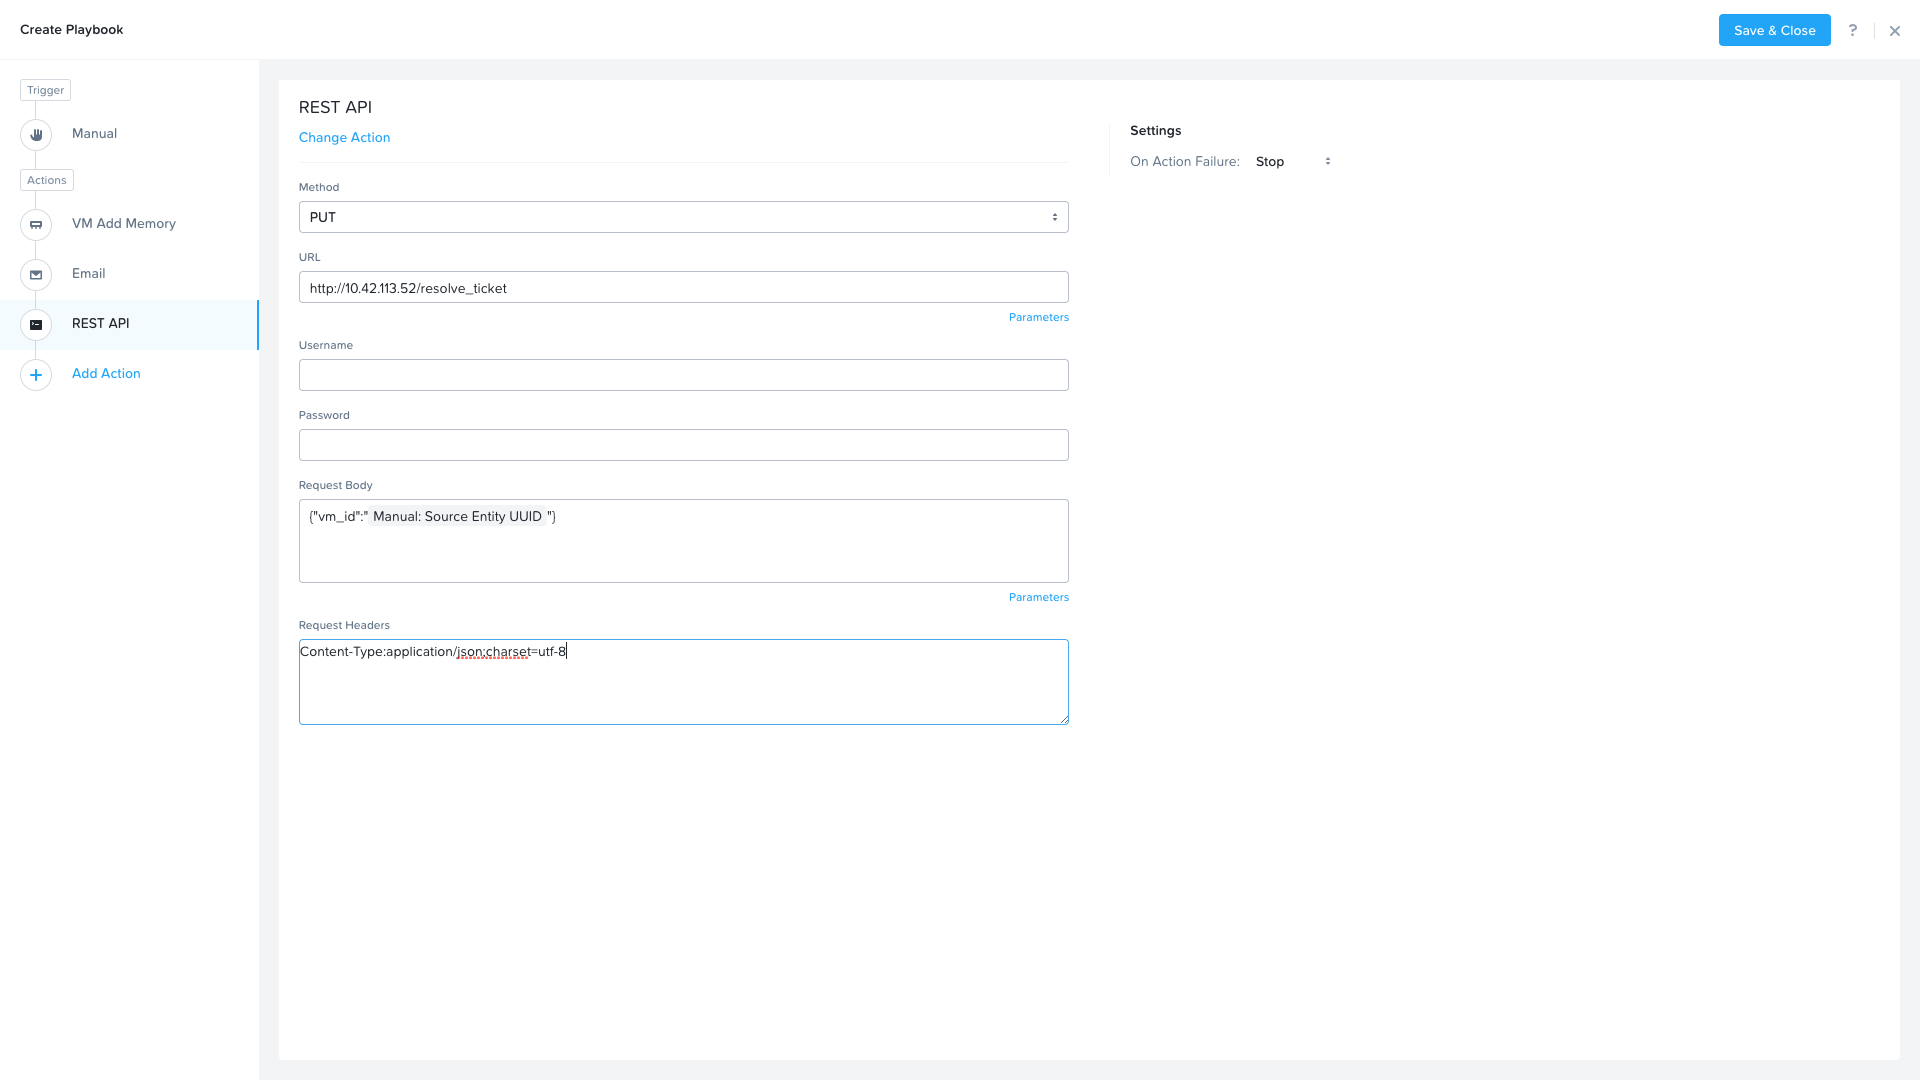 Create Playbook
Save & Close
?
Trigger
Manual
Actions
VM Add Memory
Email
REST API
Add Action
REST API
Change Action
Method
PUT
URL
http://10.42.113.52/resolve_ticket
Parameters
Username
Password
Request Body
{"vm_id":" Manual: Source Entity UUID "}
Parameters
Request Headers
Content-Type:application/json;charset=utf-8
Settings
On Action Failure: Stop